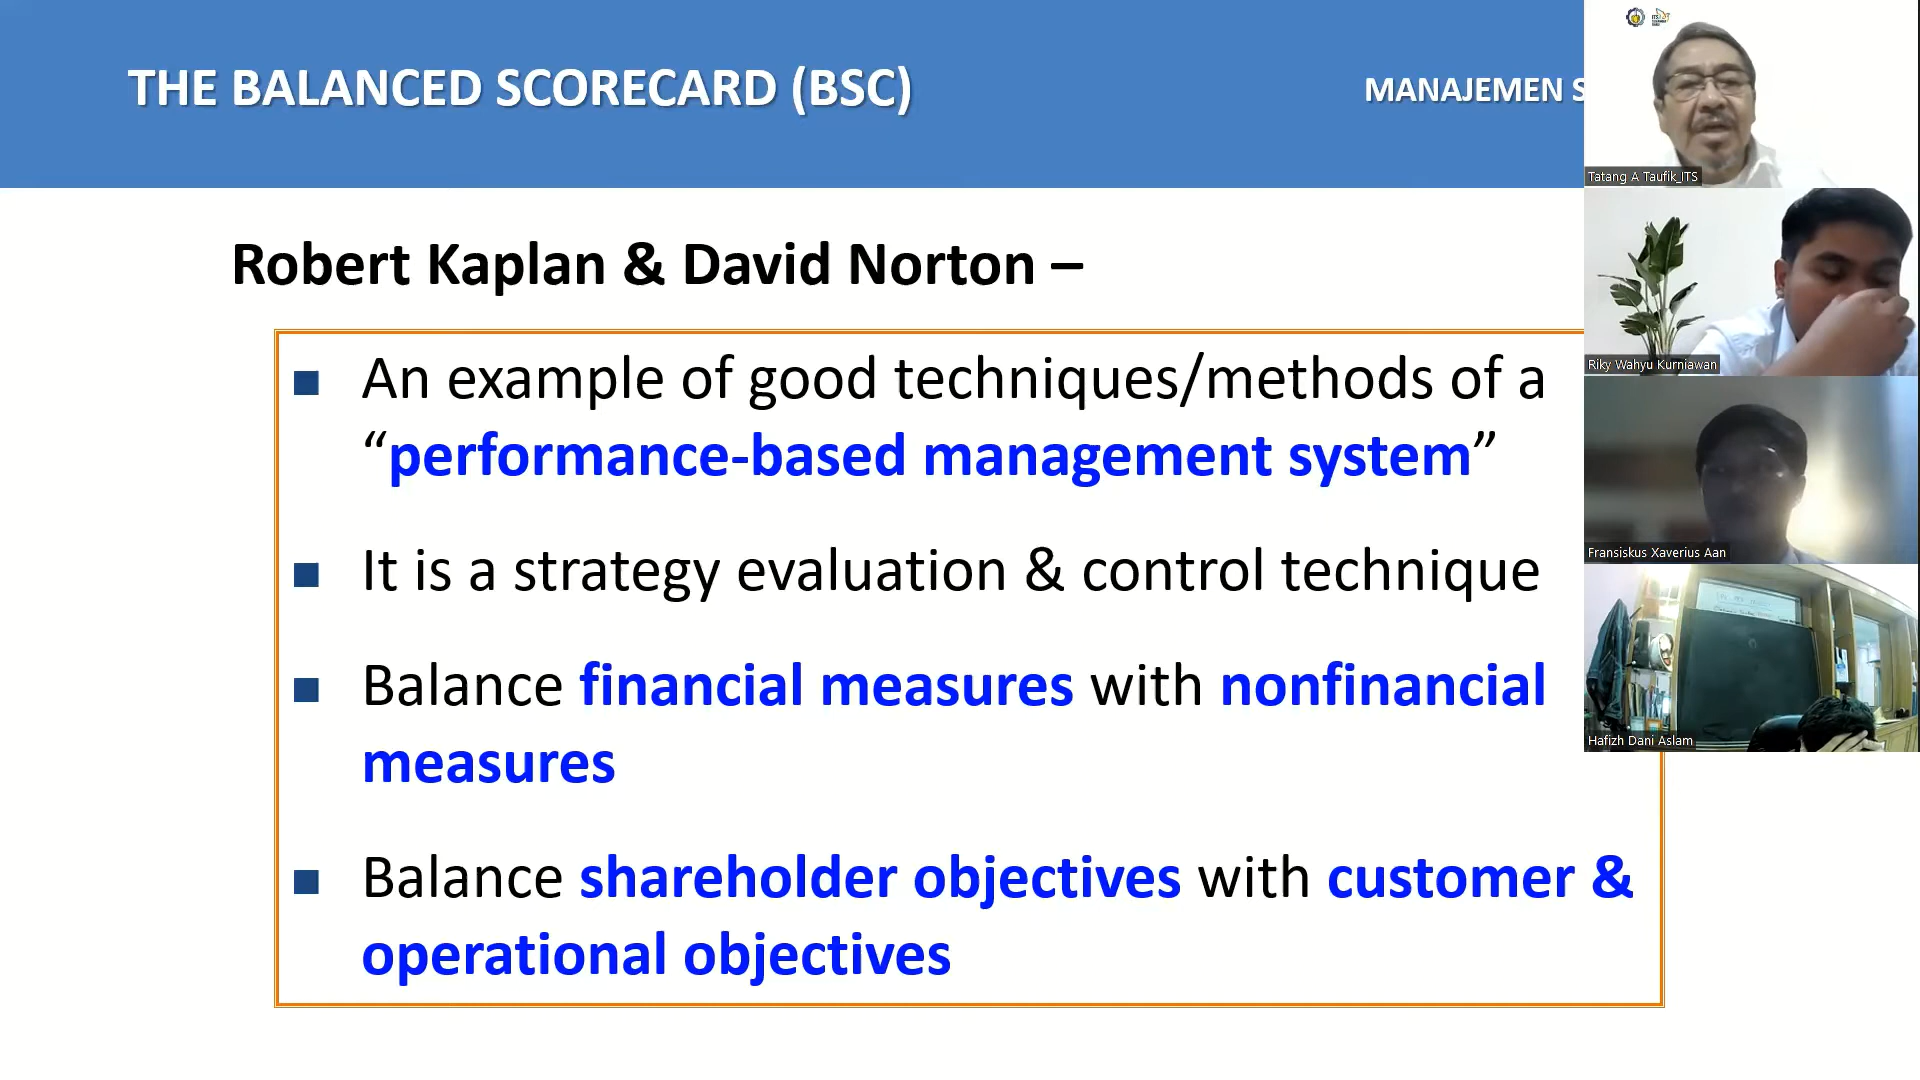 THE BALANCED SCORECARD (BSC)
MANAJEMEN S
Robert Kaplan & David Norton –
An example of good techniques/methods of a
“performance-based management system”
It is a strategy evaluation & control technique
Balance financial measures with nonfinancial
measures
Balance shareholder objectives with customer &
operational objectives
Tatang A Taufik_ITS
Riky Wahyu Kurniawan
Fransiskus Xaverius Aan
Hafizh Dani Aslam